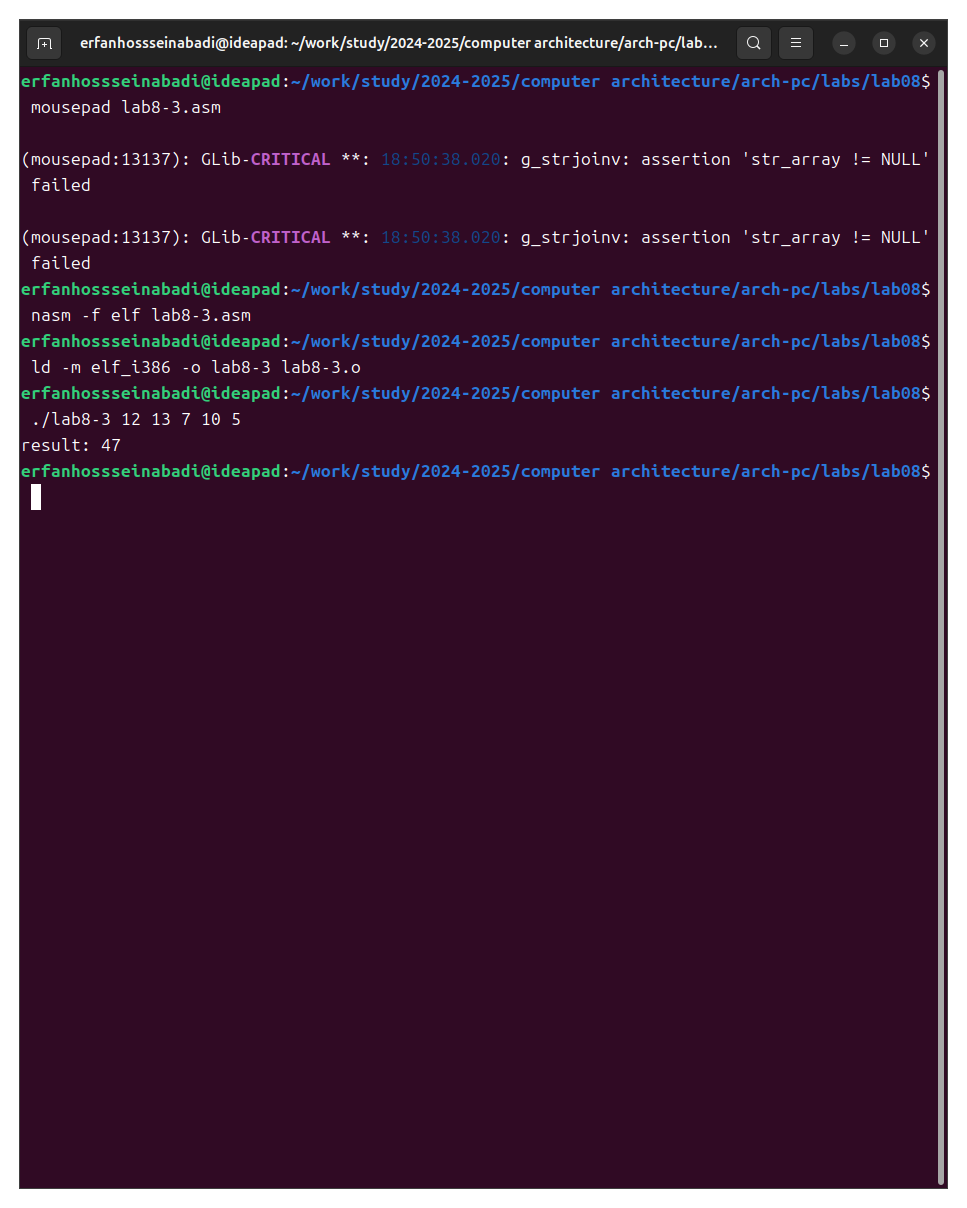 erfanhossseinabadi@ideapad: ~/work/study/2024-2025/computer architecture/arch-pc/lab...
erfanhossseinabadi@ideapad:~/work/study/2024-2025/computer architecture/arch-pc/labs/lab08$
mousepad lab8-3.asm
(mousepad:13137): GLib-CRITICAL **: 18:50:38.020: g_strjoinv: assertion 'str_array != NULL'
failed
(mousepad:13137): GLib-CRITICAL **: 18:50:38.020: g_strjoinv: assertion 'str_array != NULL'
failed
erfanhossseinabadi@ideapad:~/work/study/2024-2025/computer architecture/arch-pc/labs/lab08$
nasm -f elf lab8-3.asm
erfanhossseinabadi@ideapad:~/work/study/2024-2025/computer architecture/arch-pc/labs/lab08$
ld -m elf_i386 -o lab8-3 lab8-3.o
erfanhossseinabadi@ideapad:~/work/study/2024-2025/computer architecture/arch-pc/labs/lab08$
./lab8-3 12 13 7 10 5
result: 47
erfanhossseinabadi@ideapad:~/work/study/2024-2025/computer architecture/arch-pc/labs/lab08$